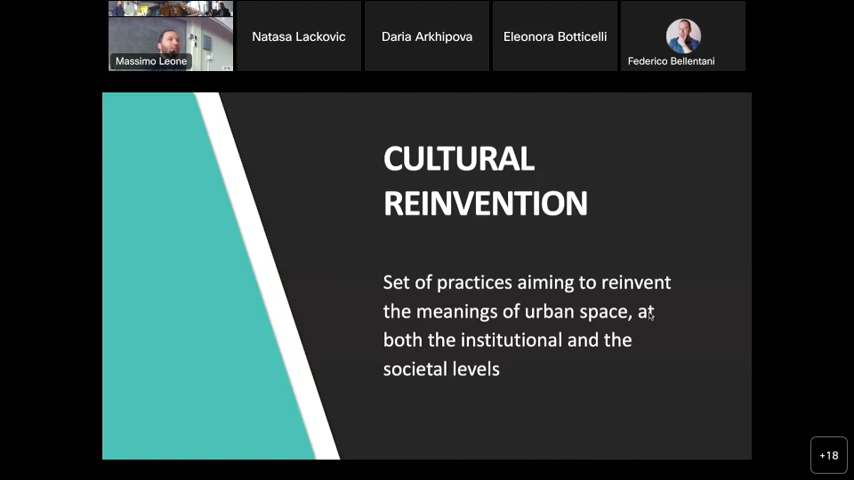 Massimo Leone
Natasa Lackovic
Daria Arkhipova
Eleonora Botticelli
Federico Bellentani
CULTURAL
REINVENTION
Set of practices aiming to reinvent
the meanings of urban space, at
both the institutional and the
societal levels
+18